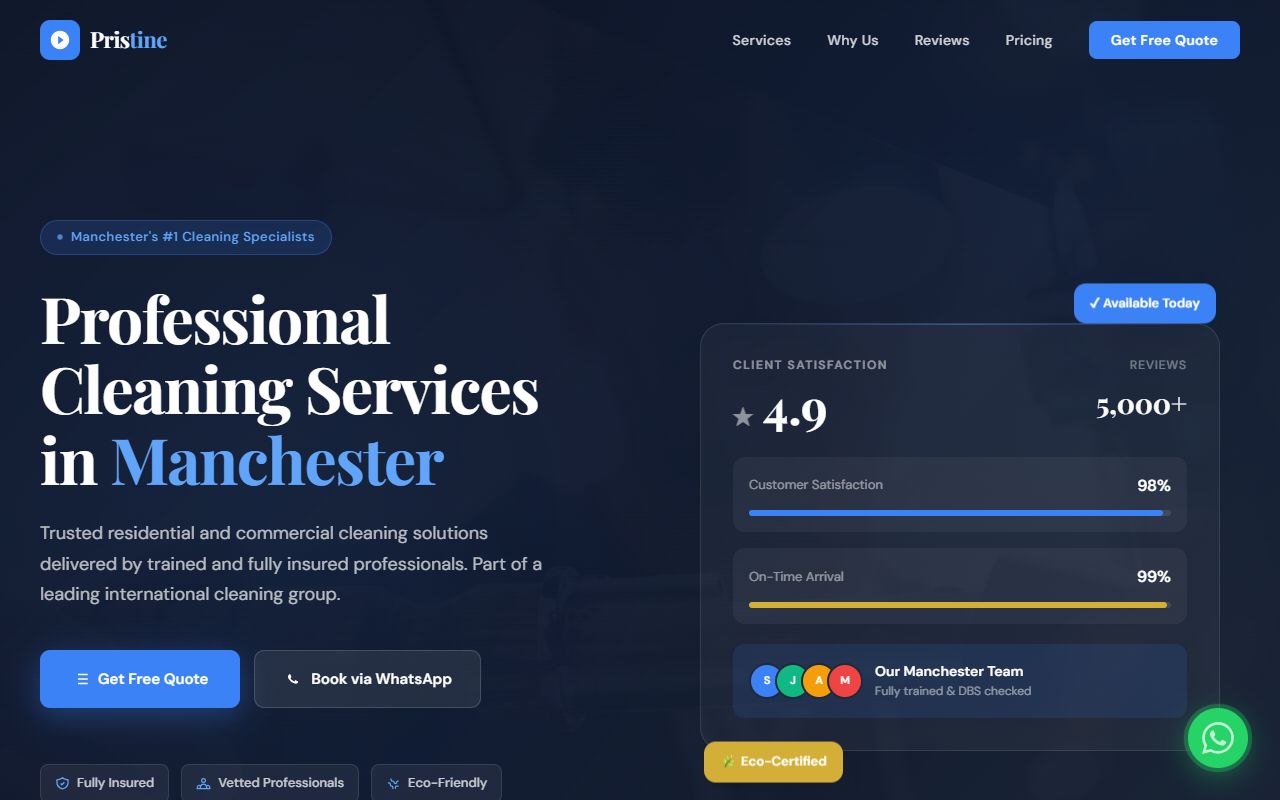 Pristine
Services
Why Us
Reviews
Pricing
Get Free Quote
Manchester's #1 Cleaning Specialists
Professional
Cleaning Services
in Manchester
Trusted residential and commercial cleaning solutions
delivered by trained and fully insured professionals. Part of a
leading international cleaning group.
Get Free Quote
Book via WhatsApp
Fully Insured
Vetted Professionals
Eco-Friendly
✓ Available Today
CLIENT SATISFACTION
REVIEWS
★ 4.9
5,000+
Customer Satisfaction
98%
On-Time Arrival
99%
S J A M
Our Manchester Team
Fully trained & DBS checked
Eco-Certified